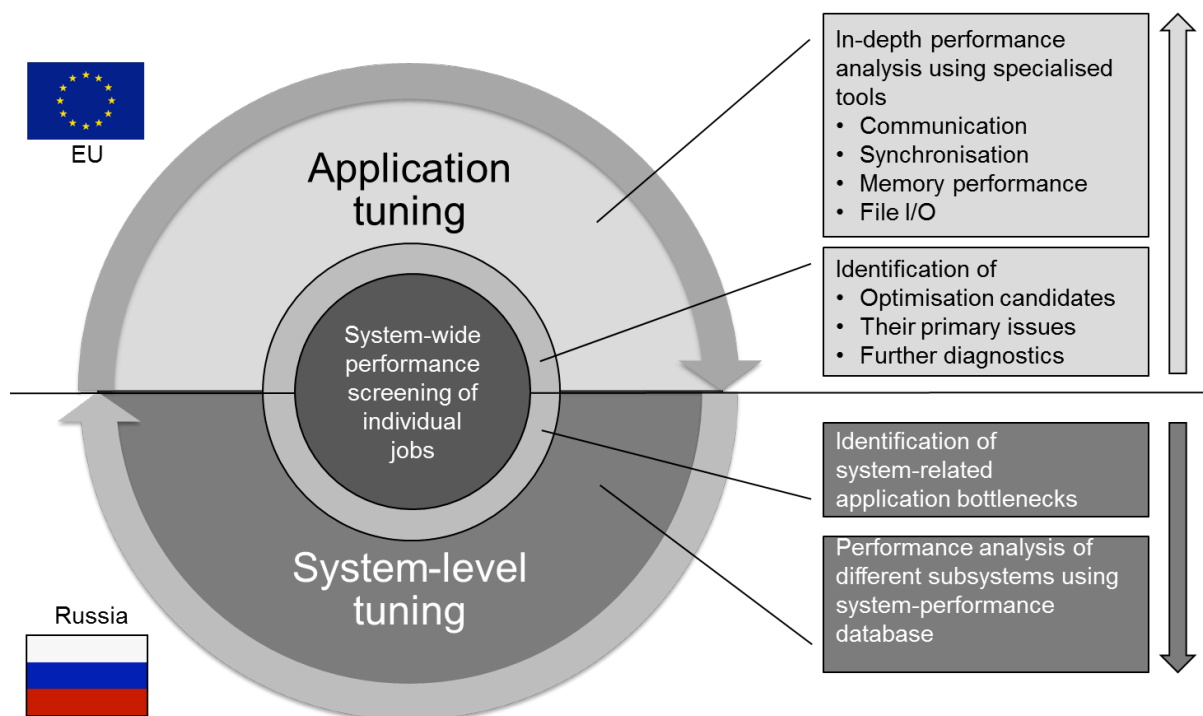 EU
Application
tuning
System-wide
performance
screening of
individual
jobs
System-level
tuning
Russia
In-depth performance
analysis using specialised
tools
• Communication
• Synchronisation
• Memory performance
• File I/O
Identification of
• Optimisation candidates
• Their primary issues
• Further diagnostics
Identification of
system-related
application bottlenecks
Performance analysis of
different subsystems using
system-performance
database